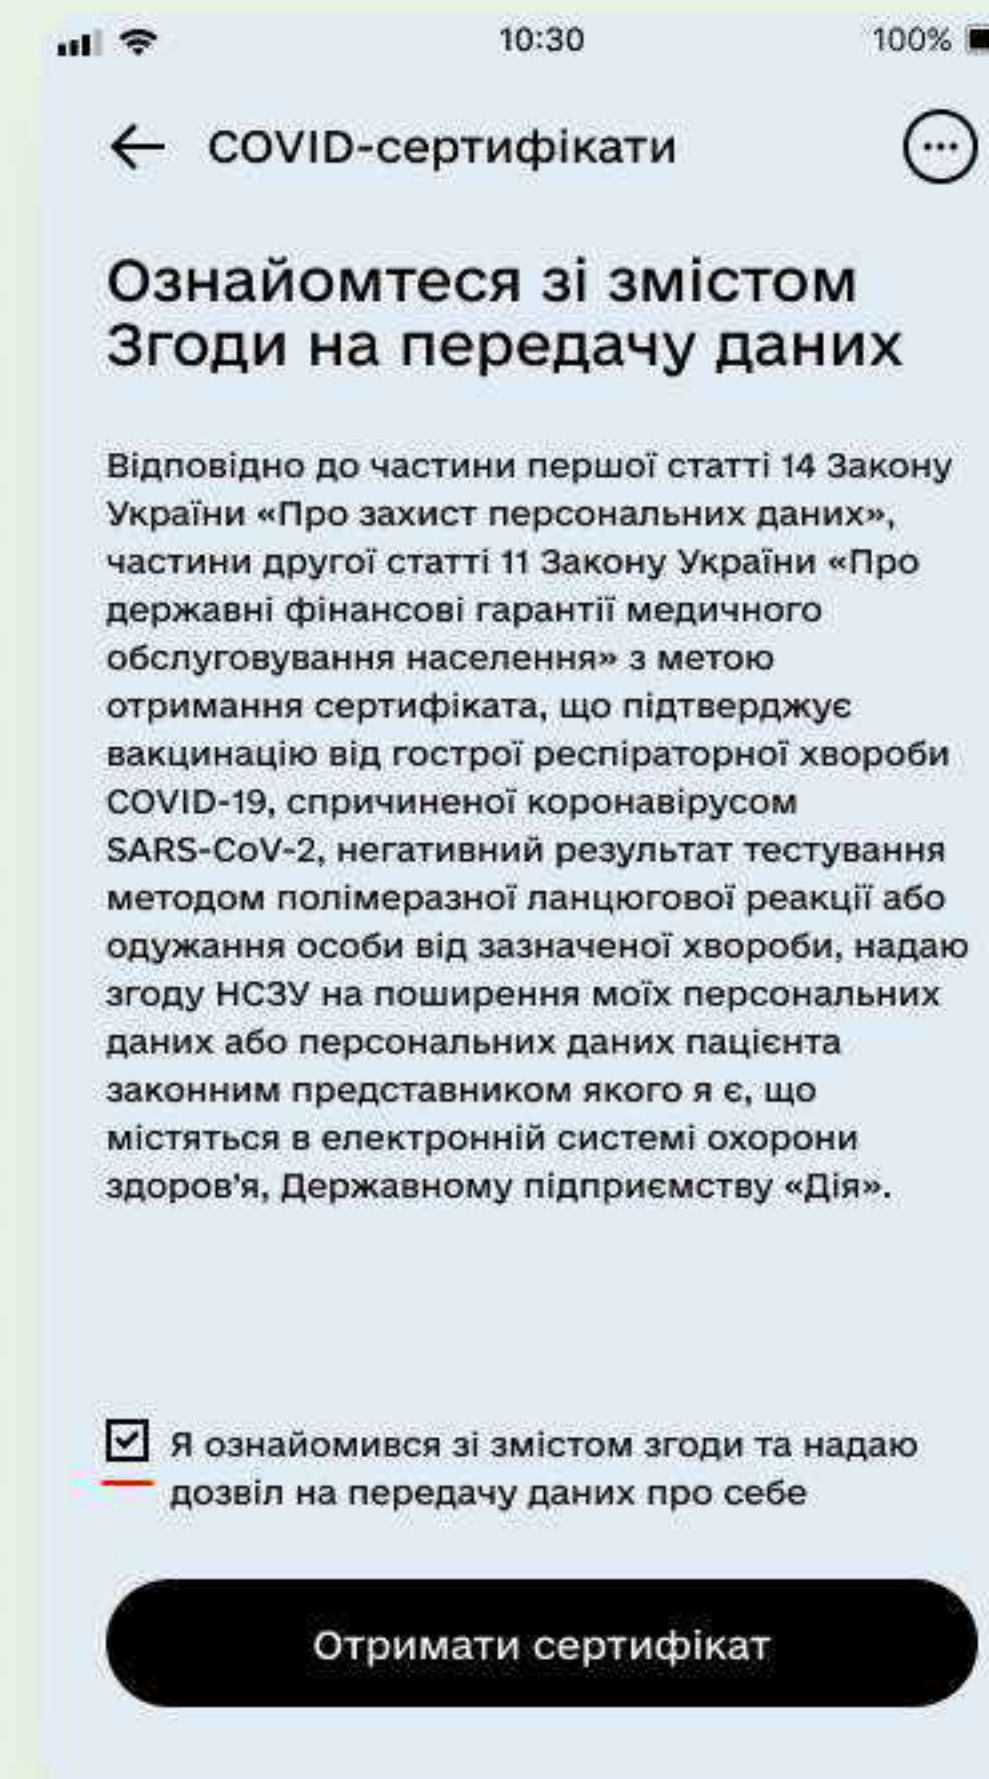 10:30
100%
COVID-сертифікати
Ознайомтеся зі змістом
Згоди на передачу даних
Відповідно до частини першої статті 14 Закону
України «Про захист персональних даних»,
частини другої статті 11 Закону України «Про
державні фінансові гарантії медичного
обслуговування населення» з метою
отримання сертифіката, що підтверджує
вакцинацію від гострої респіраторної хвороби
COVID-19, спричиненої коронавірусом
SARS-CoV-2, негативний результат тестування
методом полімеразної ланцюгової реакції або
одужання особи від зазначеної хвороби, надаю
згоду НСЗУ на поширення моїх персональних
даних або персональних даних пацієнта
законним представником якого я є, що
містяться в електронній системі охорони
здоров'я, Державному підприємству «Дія».
Я ознайомився зі змістом згоди та надаю
дозвіл на передачу даних про себе
Отримати сертифікат